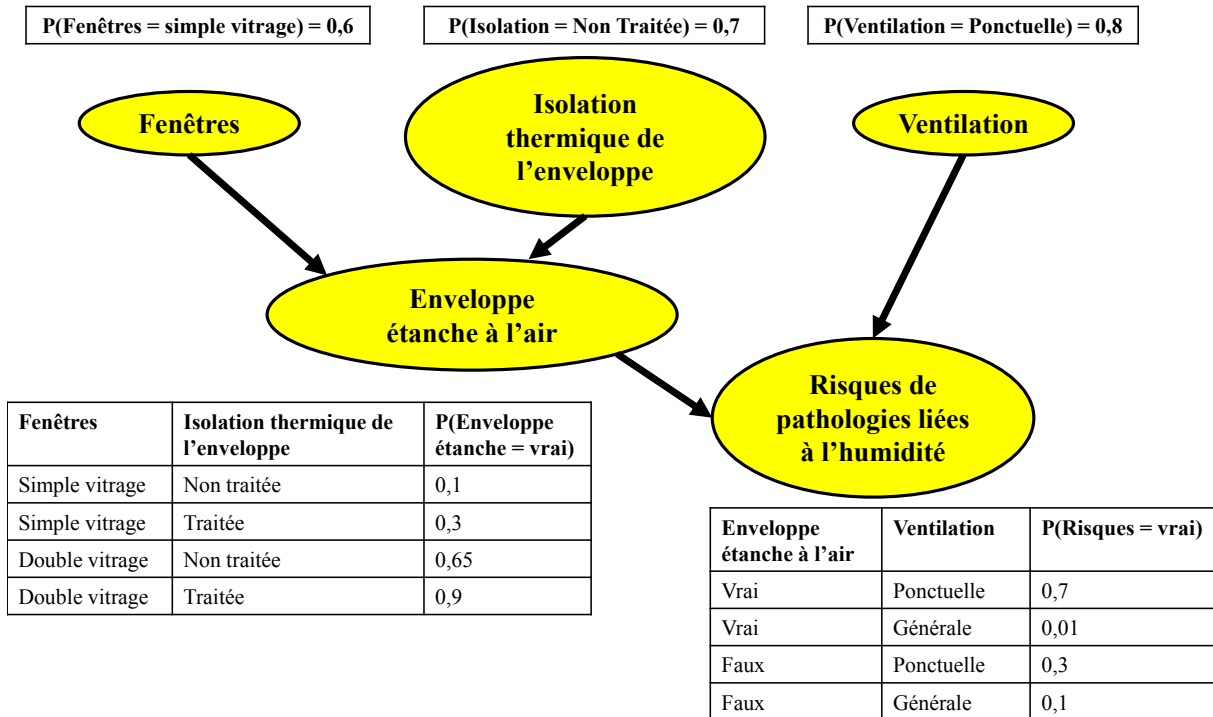 P(Fenêtres = simple vitrage) = 0,6
P(Isolation = Non Traitée) = 0,7
P(Ventilation = Ponctuelle) = 0,8
Fenêtres
Isolation
thermique de
l’enveloppe
Ventilation
Enveloppe
étanche à l’air
Risques de
pathologies liées
à l’humidité
Fenêtres
Isolation thermique de
l’enveloppe
P(Enveloppe
étanche = vrai)
Simple vitrage Non traitée 0,1
Simple vitrage Traitée 0,3
Double vitrage Non traitée 0,65
Double vitrage Traitée 0,9
Enveloppe
étanche à l’air
Ventilation
P(Risques = vrai)
Vrai Ponctuelle 0,7
Vrai Générale 0,01
Faux Ponctuelle 0,3
Faux Générale 0,1